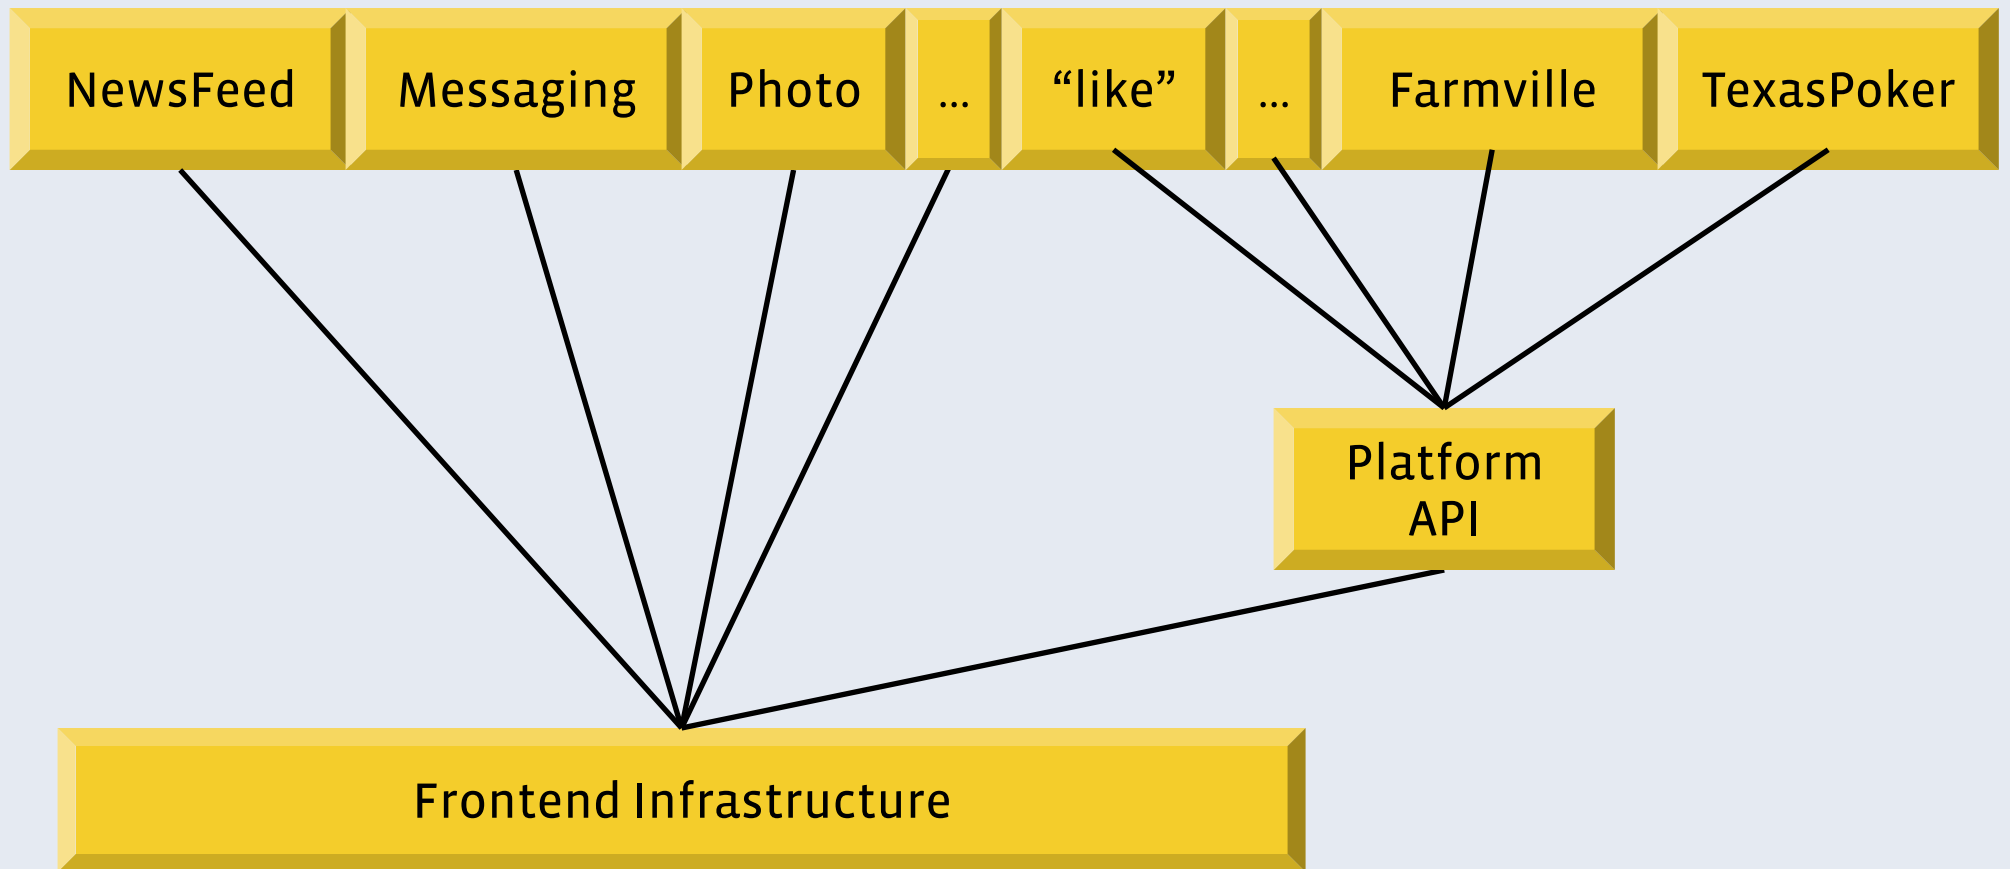 NewsFeed
Messaging
Photo
...
“like”
...
Farmville
TexasPoker
Platform
API
Frontend Infrastructure